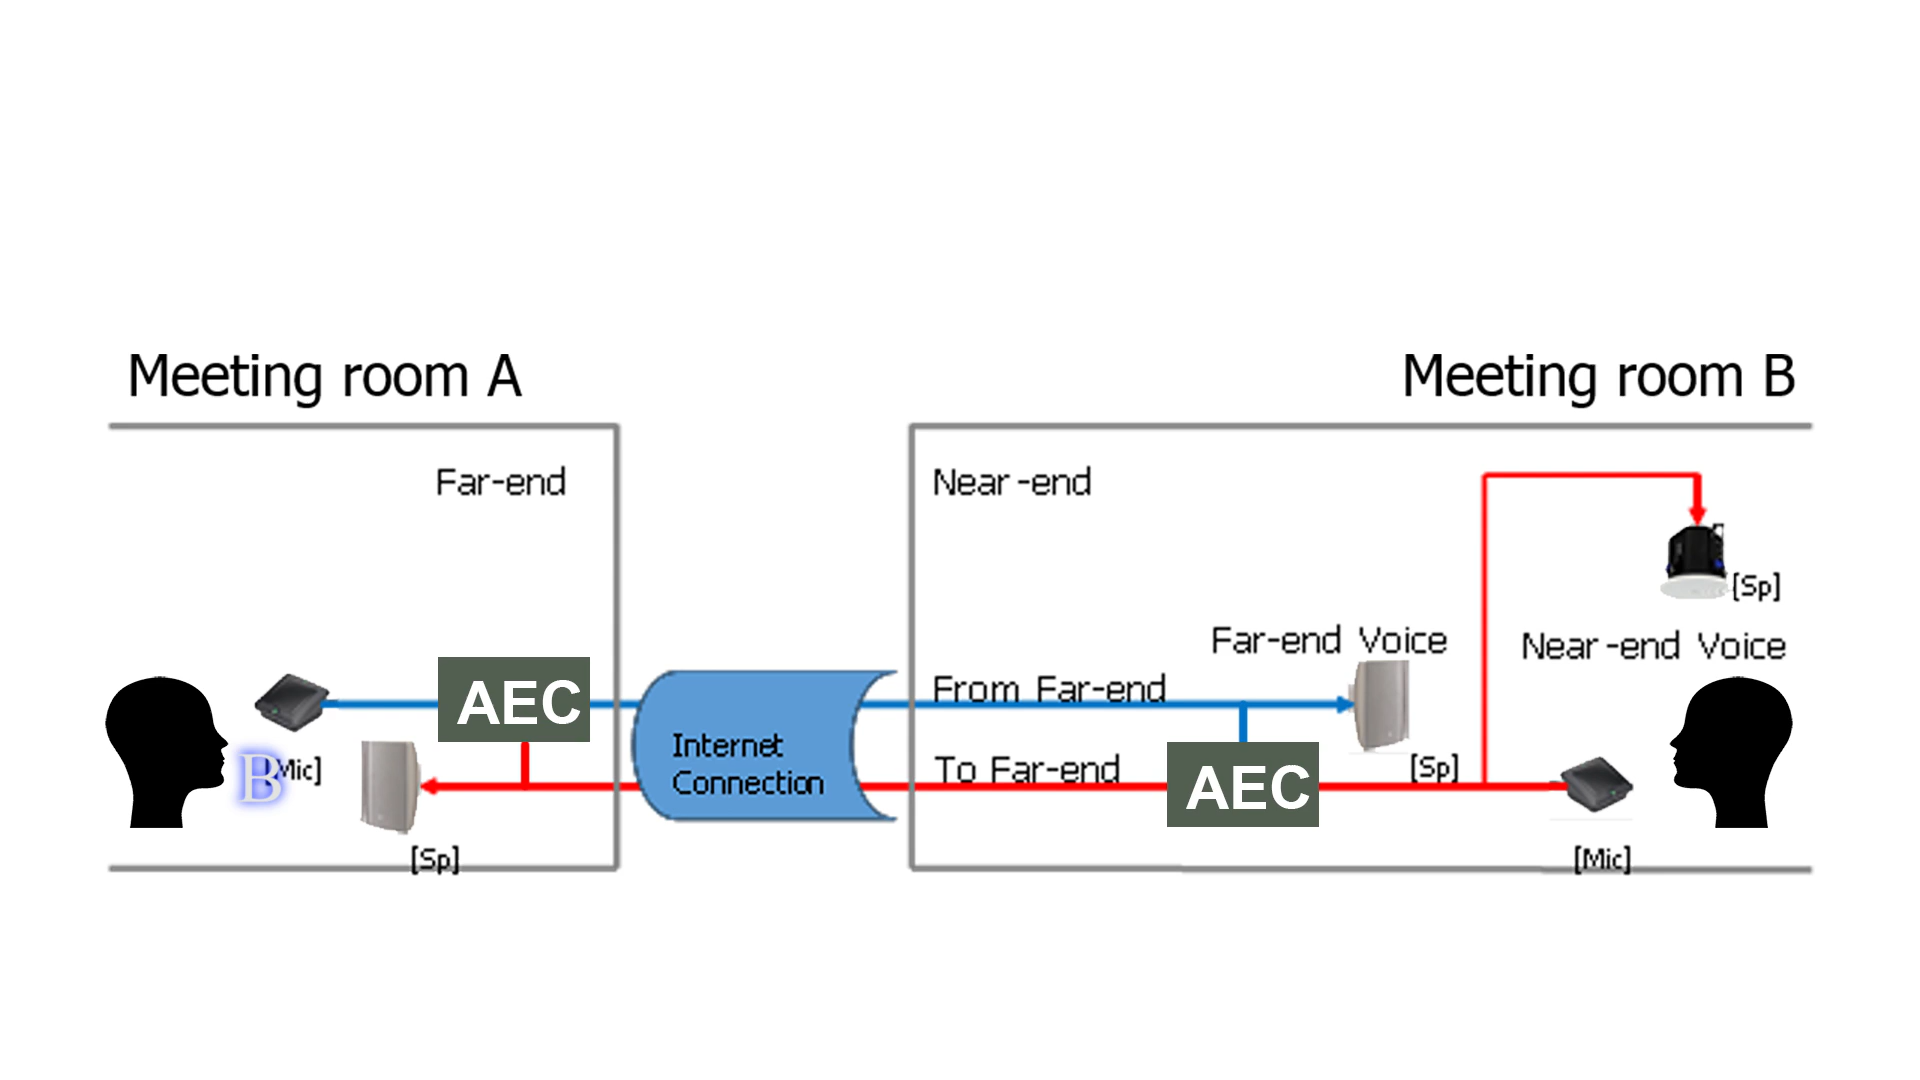 Meeting room A
Meeting room B
Far-end
Near-end
[Sp]
Far-end Voice
Near-end Voice
AEC
From Far-end
B
Mic]
Internet
Connection
To Far-end
AEC
[Sp]
[Sp]
[Mic]